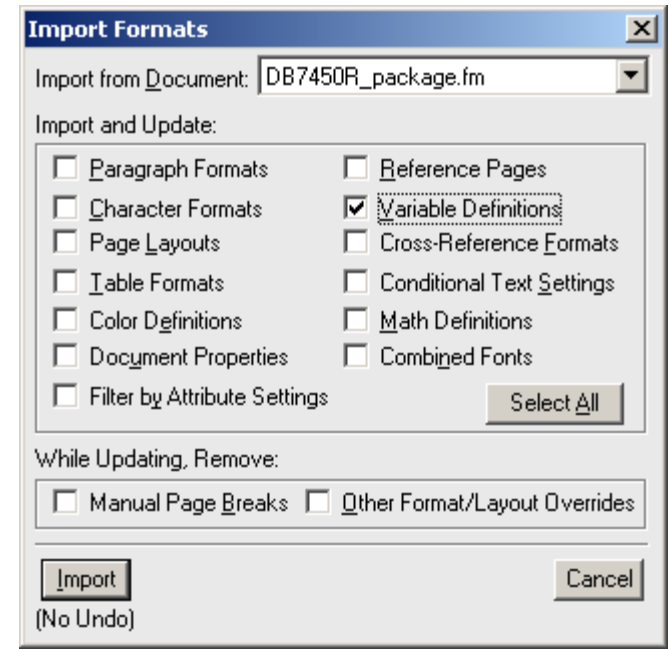 Import Formats
Import from Document: DB7450R_package.fm
Import and Update:
Paragraph Formats Reference Pages
Character Formats Variable Definitions
Page Layouts Cross-Reference Formats
Table Formats Conditional Text Settings
Color Definitions Math Definitions
Document Properties Combined Fonts
Filter by Attribute Settings Select All
While Updating, Remove:
Manual Page Breaks Other Format/Layout Overrides
Import Cancel
(No Undo)